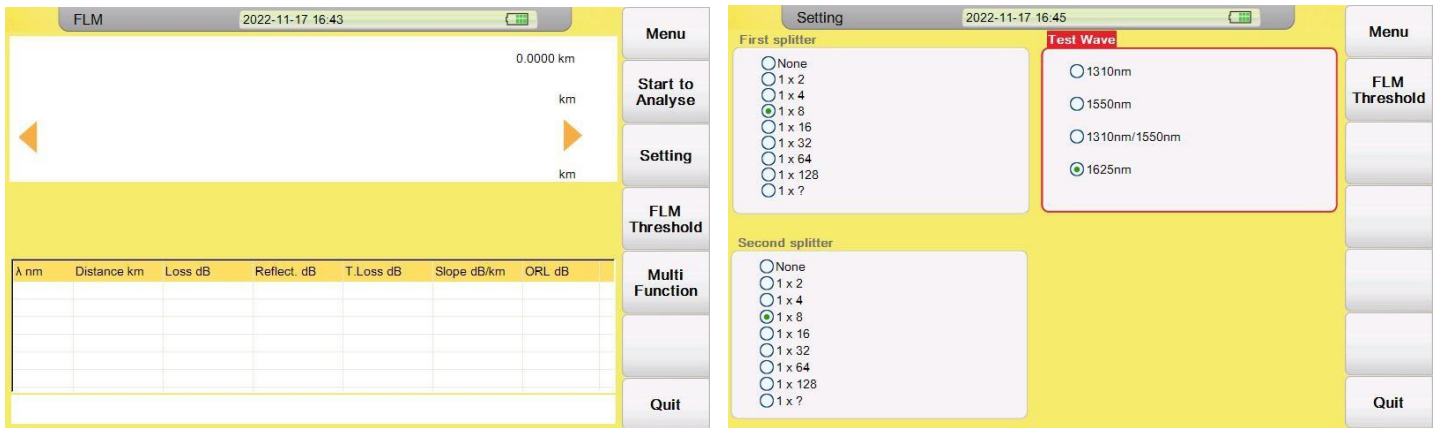 FLM 2022-11-17 16:43
0.0000 km
km
km
λ nm Distance km Loss dB Reflect. dB T.Loss dB Slope dB/km ORL dB
Menu
Start to
Analyse
Setting
FLM
Threshold
Multi
Function
Quit
Setting 2022-11-17 16:45
First splitter
None
1 x 2
1 x 4
1 x 8
1 x 16
1 x 32
1 x 64
1 x 128
1 x ?
Test Wave
1310nm
1550nm
1310nm/1550nm
1625nm
Second splitter
None
1 x 2
1 x 4
1 x 8
1 x 16
1 x 32
1 x 64
1 x 128
1 x ?
Menu
FLM
Threshold
Quit